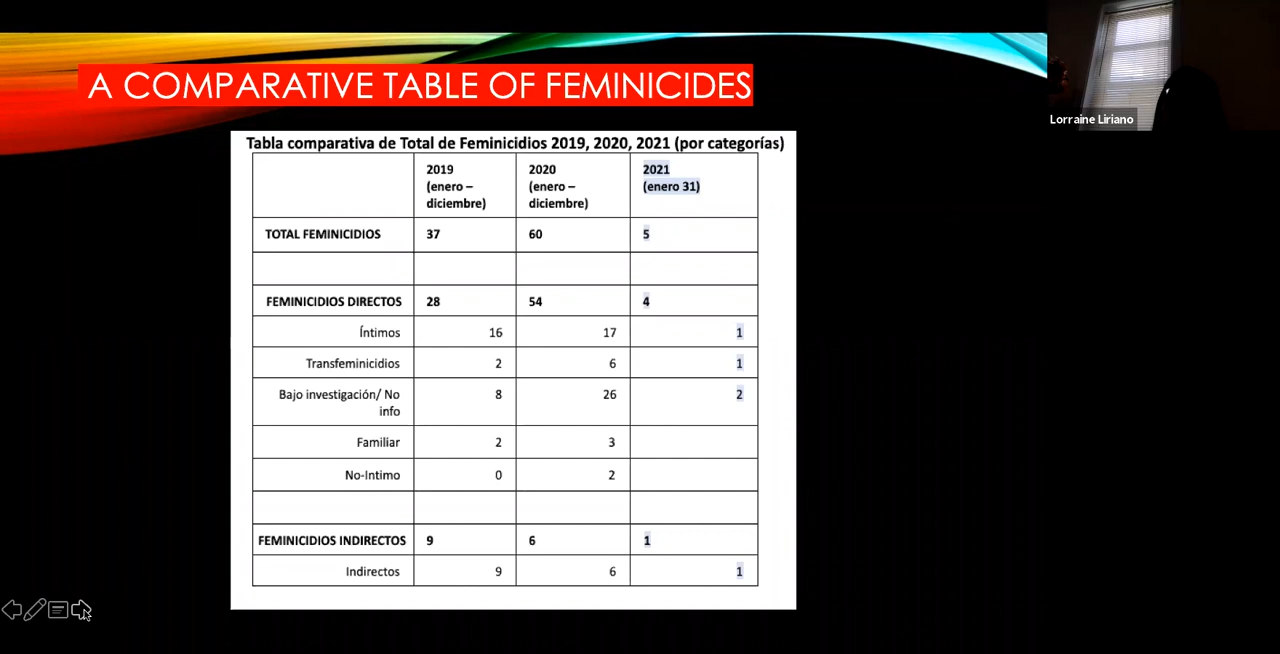 A COMPARATIVE TABLE OF FEMINICIDES
Lorraine Liriano
Tabla comparativa de Total de Feminicidios 2019, 2020, 2021 (por categorías)
2019 (enero – diciembre) 2020 (enero – diciembre) 2021 (enero 31)
TOTAL FEMINICIDIOS 37 60 5
FEMINICIDIOS DIRECTOS 28 54 4
Íntimos 16 17 1
Transfeminicidios 2 6 1
Bajo investigación/ No info 8 26 2
Familiar 2 3
No-Intimo 0 2
FEMINICIDIOS INDIRECTOS 9 6 1
Indirectos 9 6 1